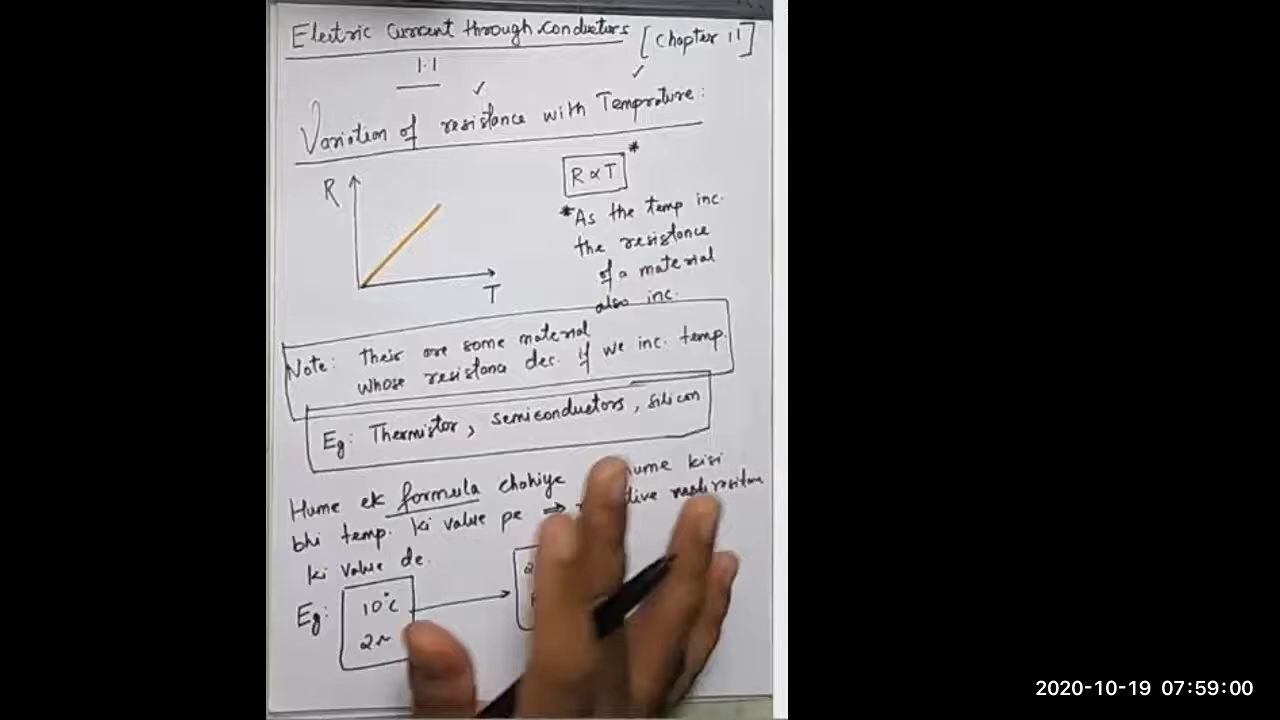 Electric Current through conductors [Chapter 11]
1.1
Variation of resistance with Temprature:
R
R ∝ T *
*As the temp inc.
the resistance
of a material
also inc.
T
Note: Their are some material
whose resistance dec. if we inc. temp.
Eg: Thermistor, semiconductors, silicon
Hume ek formula chahiye hume kisi
bhi temp. ki value pe ⇒
ki value de.
Eg: 10°C
2Ω
2020-10-19 07:59:00